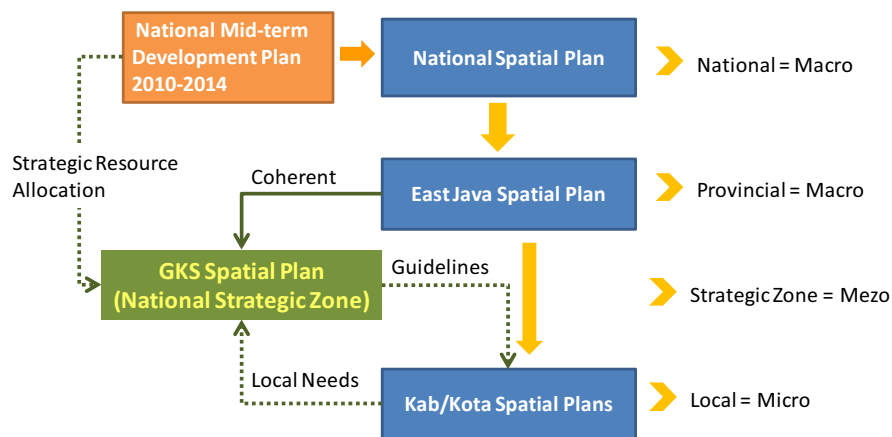 National Mid-term
Development Plan
2010-2014
National Spatial Plan
National = Macro
Strategic Resource
Allocation
Coherent
East Java Spatial Plan
Provincial = Macro
GKS Spatial Plan
(National Strategic Zone)
Guidelines
Strategic Zone = Mezo
Local Needs
Kab/Kota Spatial Plans
Local = Micro